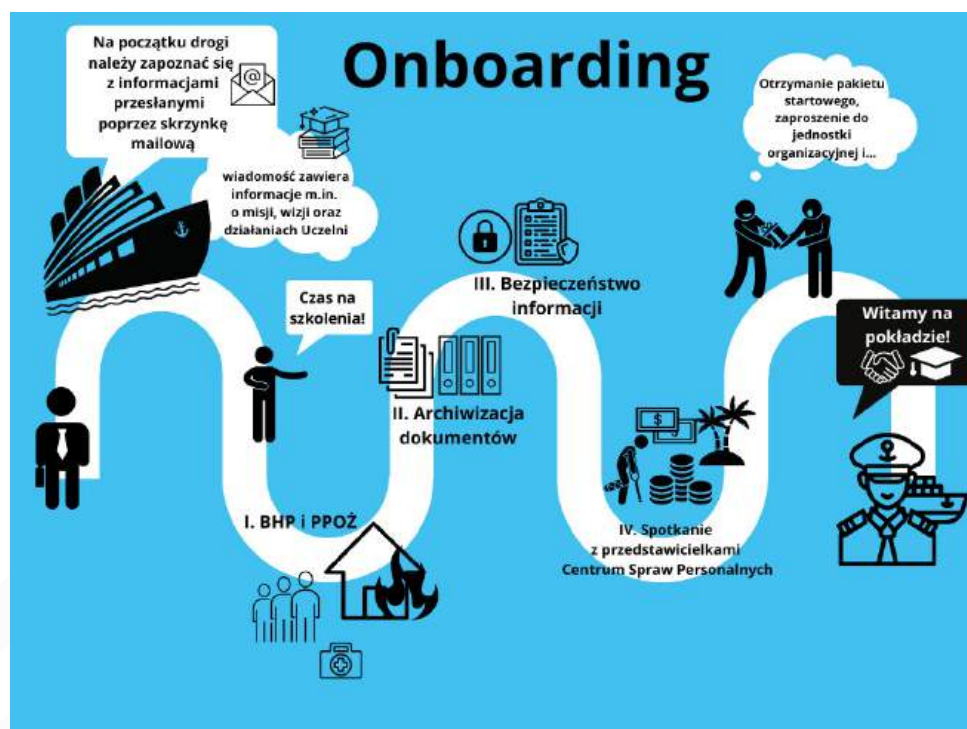 Onboarding
Na początku drogi
należy zapoznać się
z informacjami
przesłanymi
poprzez skrzynkę
mailową
@
wiadomość zawiera
informacje m.in.
o misji, wizji oraz
działaniach Uczelni
Czas na
szkolenia!
I. BHP i PPOŻ
II. Archiwizacja
dokumentów
III. Bezpieczeństwo
informacji
$
IV. Spotkanie
z przedstawicielkami
Centrum Spraw Personalnych
Otrzymanie pakietu
startowego,
zaproszenie do
jednostki
organizacyjnej i...
Witamy na
pokładzie!